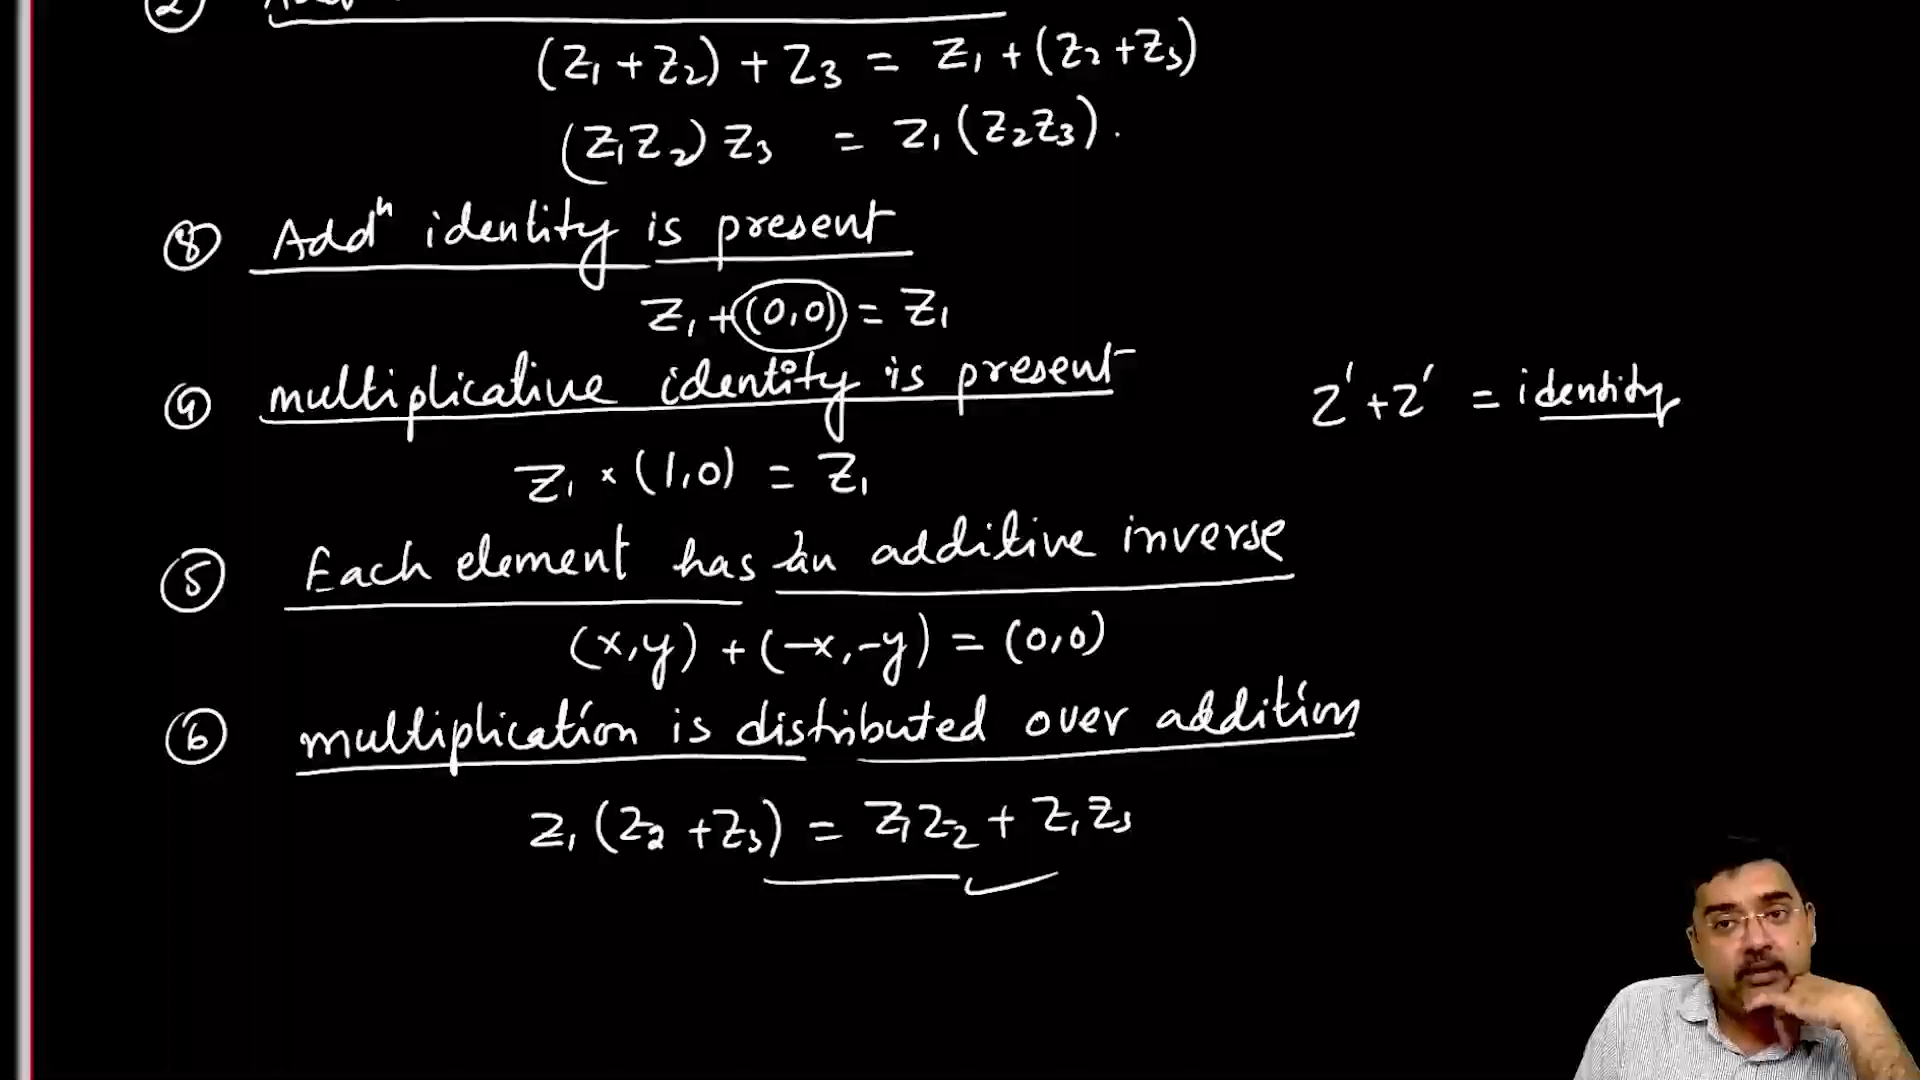 ②
(Z₁ + Z₂) + Z₃ = Z₁ + (Z₂ + Z₃)
(Z₁Z₂) Z₃ = Z₁ (Z₂Z₃).
⑧ Addⁿ identity is present
Z₁ + (0,0) = Z₁
④ multiplicative identity is present
Z' + Z' = identity
Z₁ × (1,0) = Z₁
⑤ Each element has an additive inverse
(x,y) + (-x,-y) = (0,0)
⑥ multiplication is distributed over addition
Z₁ (Z₂ + Z₃) = Z₁Z₂ + Z₁Z₃